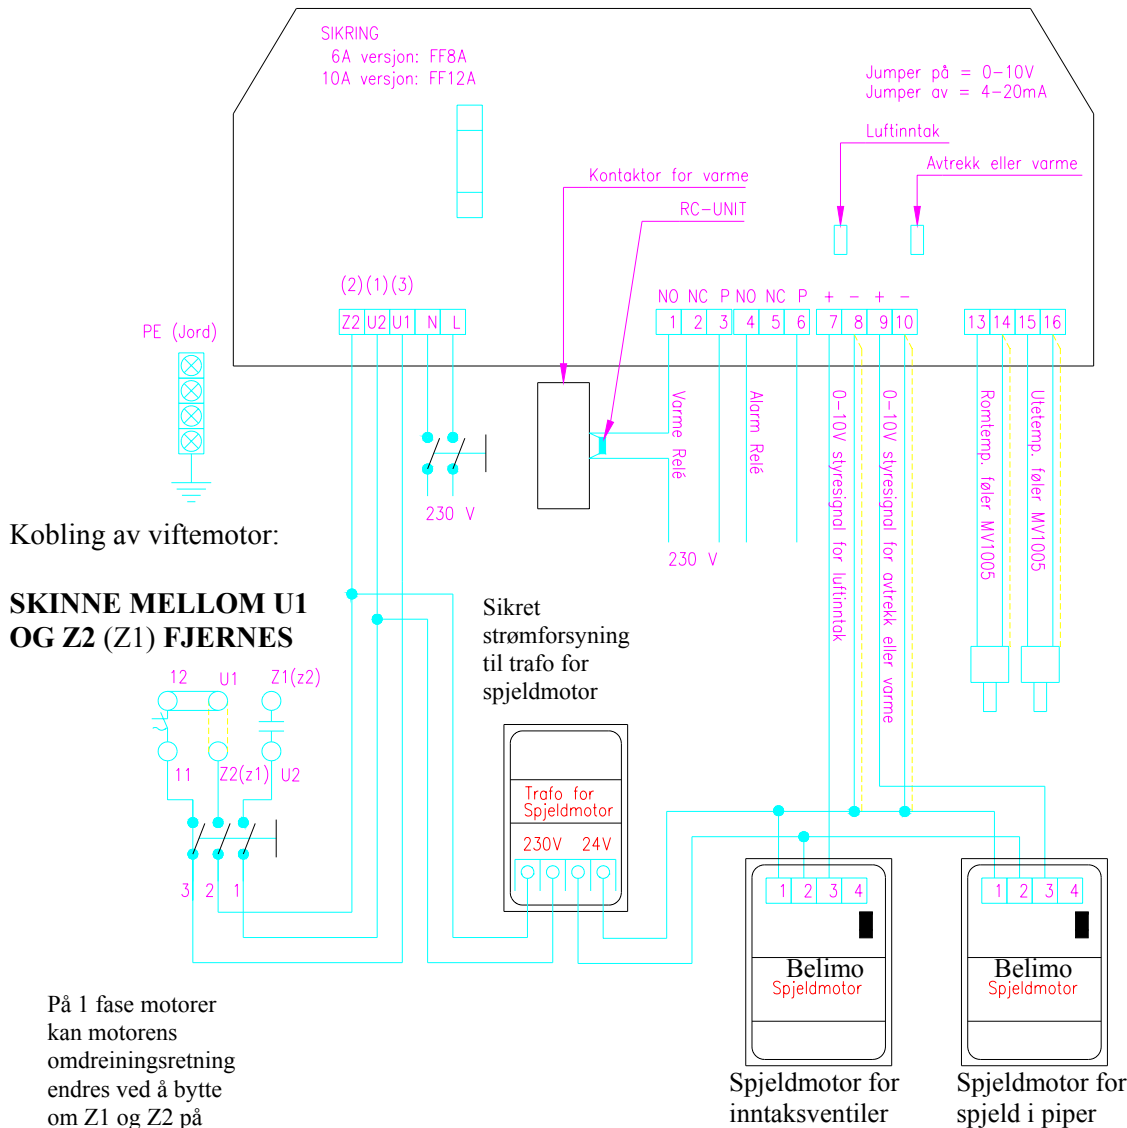 SIKRING
6A versjon: FF8A
10A versjon: FF12A
Jumper på = 0-10V
Jumper av = 4-20mA
Luftinntak
Avtrekk eller varme
Kontaktor for varme
RC-UNIT
(2) (1) (3)
Z2 U2 U1 N L
NO NC P NO NC P + - + -
1 2 3 4 5 6 7 8 9 10
13 14 15 16
PE (Jord)
230 V
Varme Relé
230 V
Alarm Relé
0-10V styresignal for luftinntak
0-10V styresignal for avtrekk eller varme
Romtemp. føler MV1005
Utetemp. føler MV1005
Kobling av viftemotor:
SKINNE MELLOM U1
OG Z2 (Z1) FJERNES
12 U1 Z1(z2)
11 Z2(z1) U2
3 2 1
Sikret
strømforsyning
til trafo for
spjeldmotor
Trafo for
Spjeldmotor
230V 24V
1 2 3 4
Belimo
Spjeldmotor
1 2 3 4
Belimo
Spjeldmotor
Spjeldmotor for
inntaksventiler
Spjeldmotor for
spjeld i piper
På 1 fase motorer
kan motorens
omdreiningsretning
endres ved å bytte
om Z1 og Z2 på